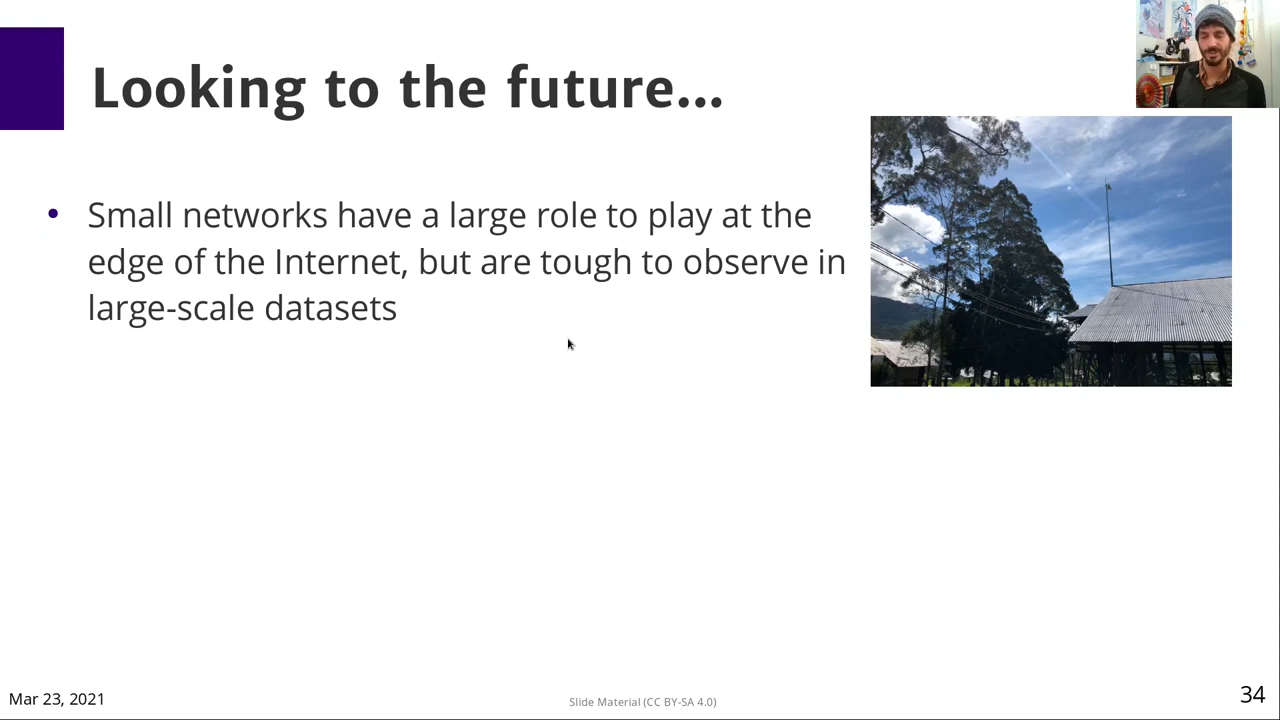 Looking to the future...
• Small networks have a large role to play at the
edge of the Internet, but are tough to observe in
large-scale datasets
Mar 23, 2021
Slide Material (CC BY-SA 4.0)
34